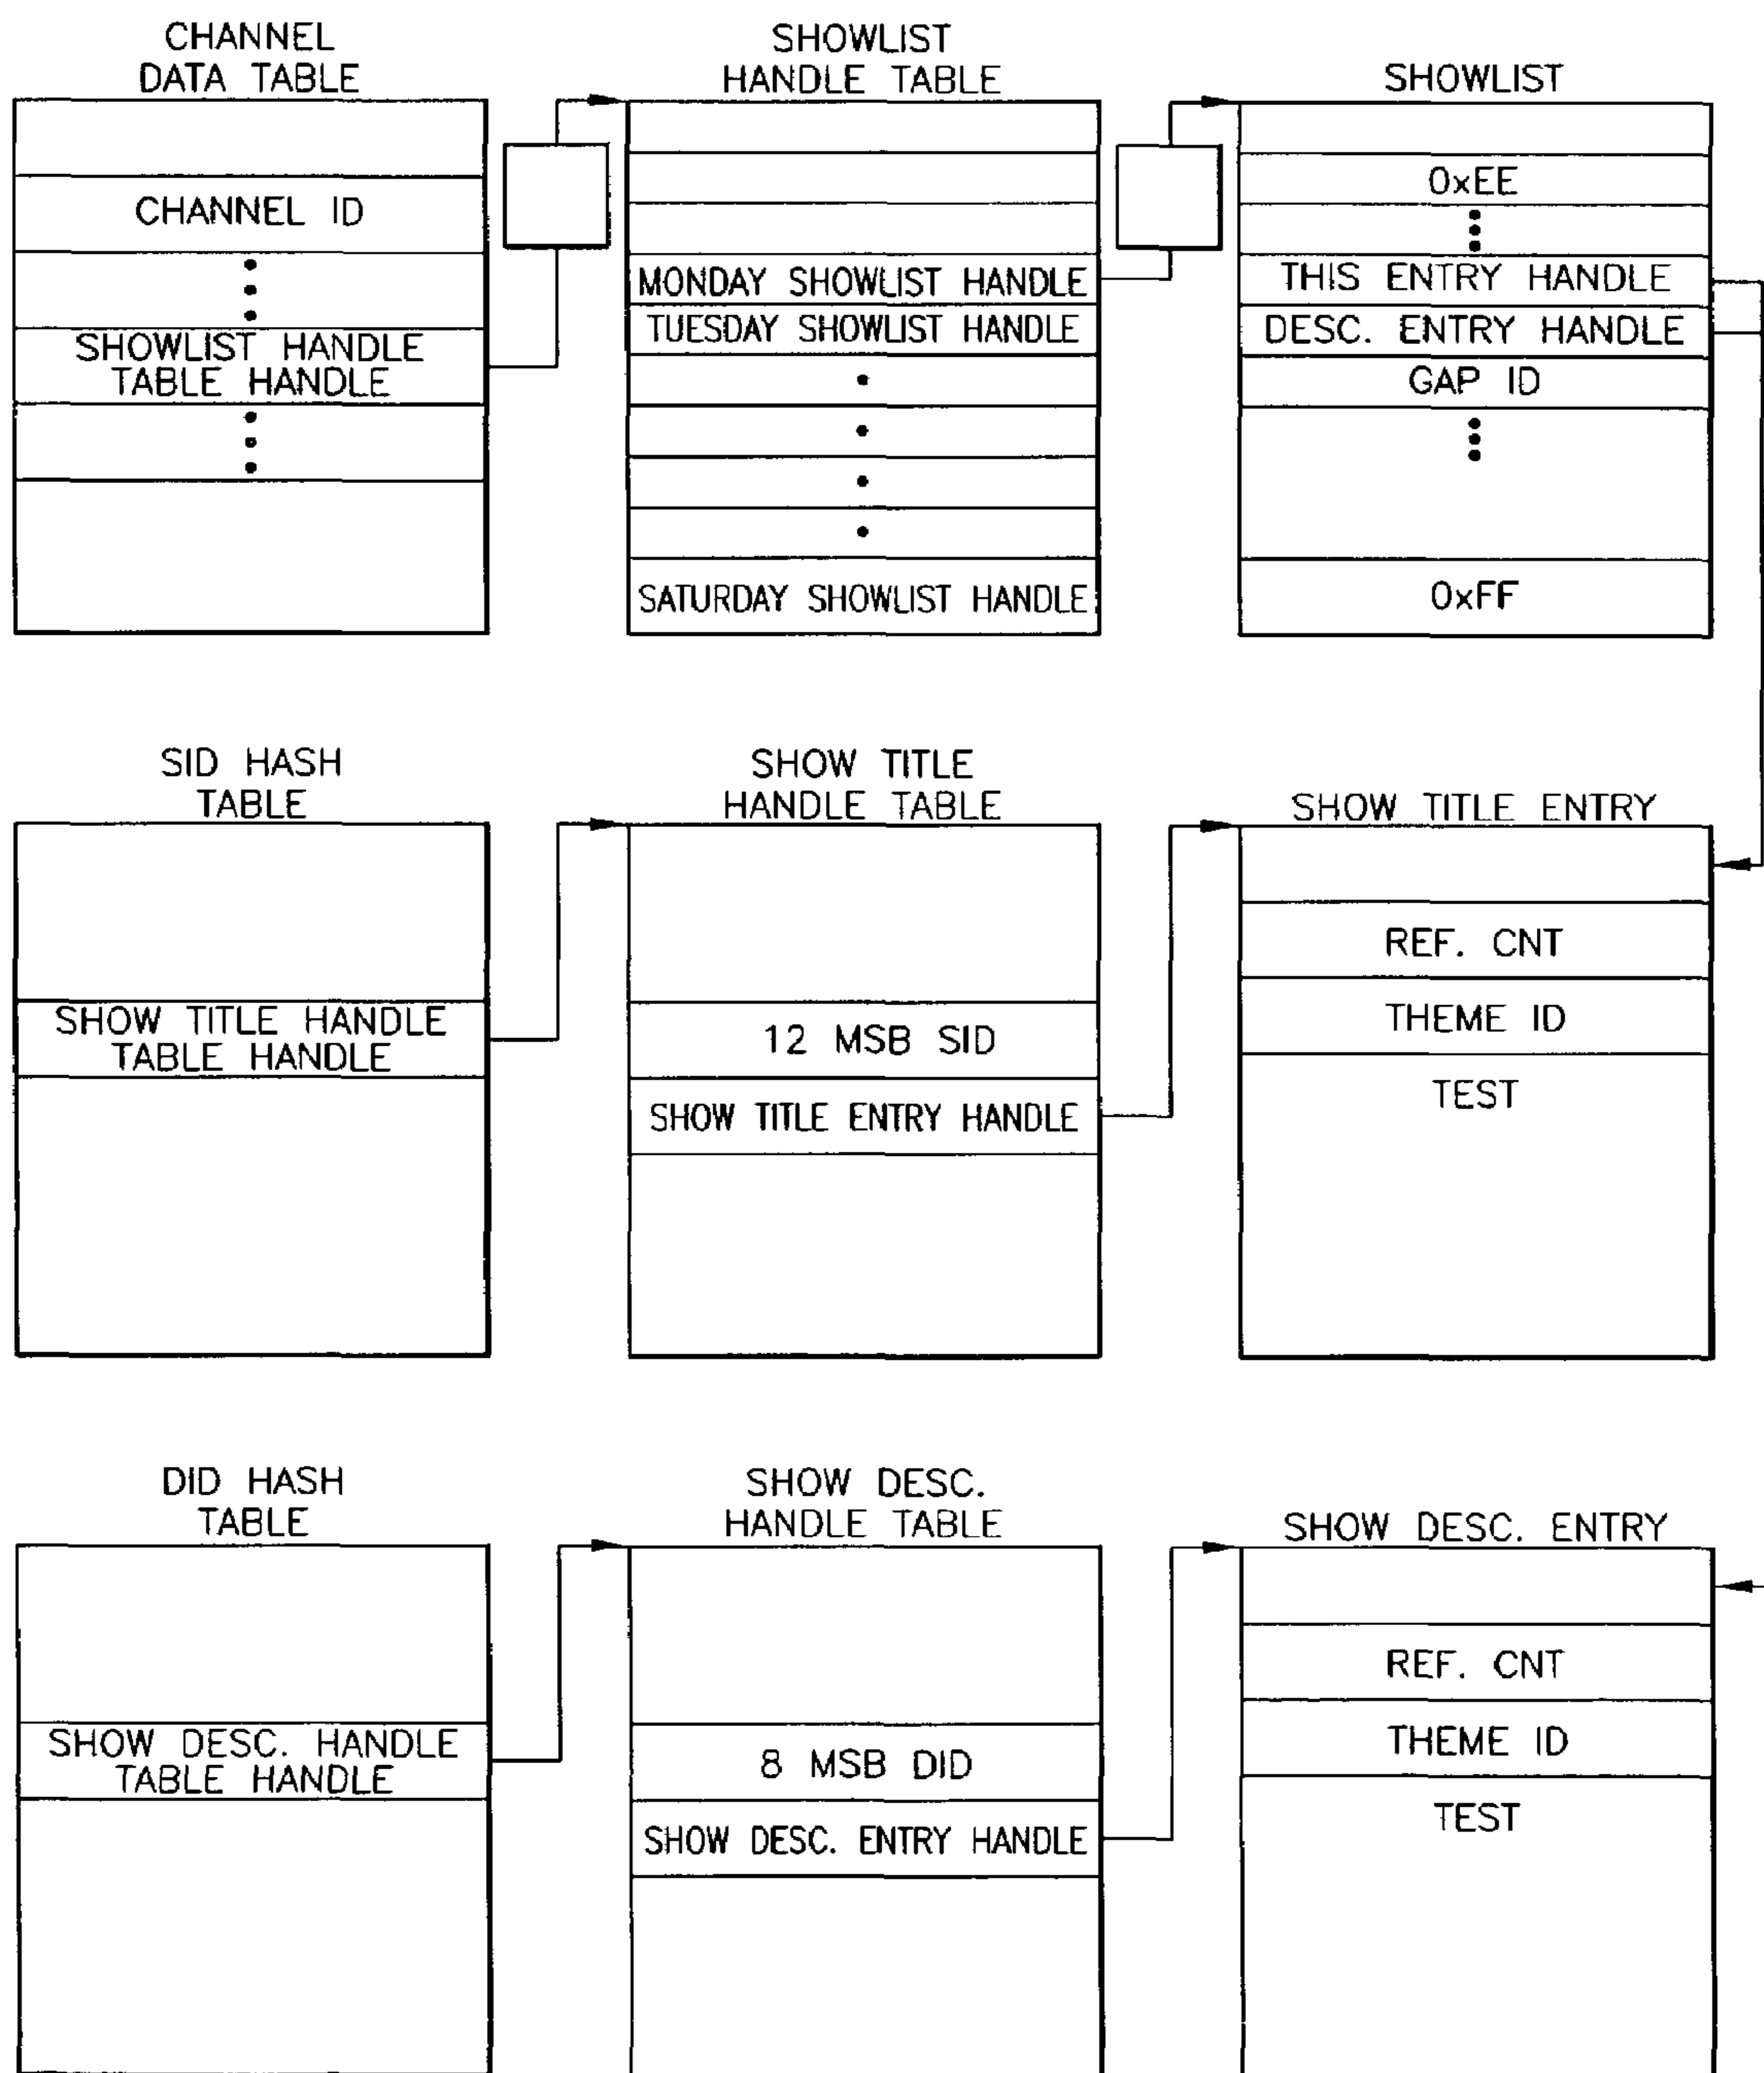 CHANNEL
DATA TABLE
CHANNEL ID
SHOWLIST HANDLE
TABLE HANDLE
SHOWLIST
HANDLE TABLE
MONDAY SHOWLIST HANDLE
TUESDAY SHOWLIST HANDLE
SATURDAY SHOWLIST HANDLE
SHOWLIST
0xEE
THIS ENTRY HANDLE
DESC. ENTRY HANDLE
GAP ID
0xFF
SID HASH
TABLE
SHOW TITLE HANDLE
TABLE HANDLE
SHOW TITLE
HANDLE TABLE
12 MSB SID
SHOW TITLE ENTRY HANDLE
SHOW TITLE ENTRY
REF. CNT
THEME ID
TEST
DID HASH
TABLE
SHOW DESC. HANDLE
TABLE HANDLE
SHOW DESC.
HANDLE TABLE
8 MSB DID
SHOW DESC. ENTRY HANDLE
SHOW DESC. ENTRY
REF. CNT
THEME ID
TEST